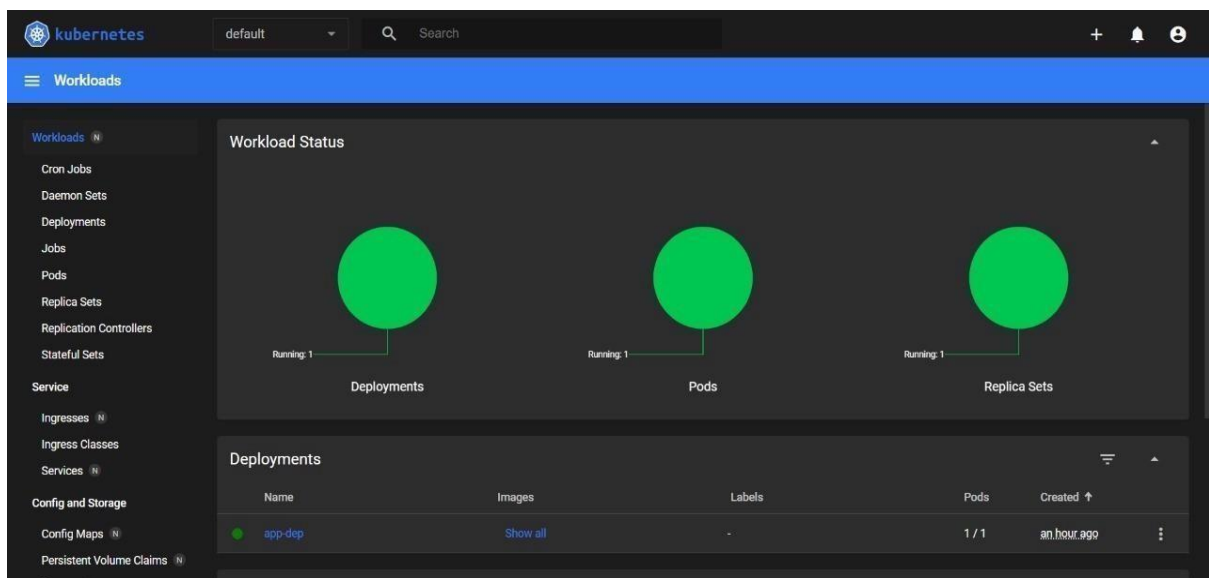 kubernetes
default
Search
Workloads
Workloads N
Cron Jobs
Daemon Sets
Deployments
Jobs
Pods
Replica Sets
Replication Controllers
Stateful Sets
Service
Ingresses N
Ingress Classes
Services N
Config and Storage
Config Maps N
Persistent Volume Claims N
Workload Status
Running: 1 Running: 1 Running: 1
Deployments Pods Replica Sets
Deployments
Name Images Labels Pods Created ↑
app-dep Show all - 1 / 1 an hour ago